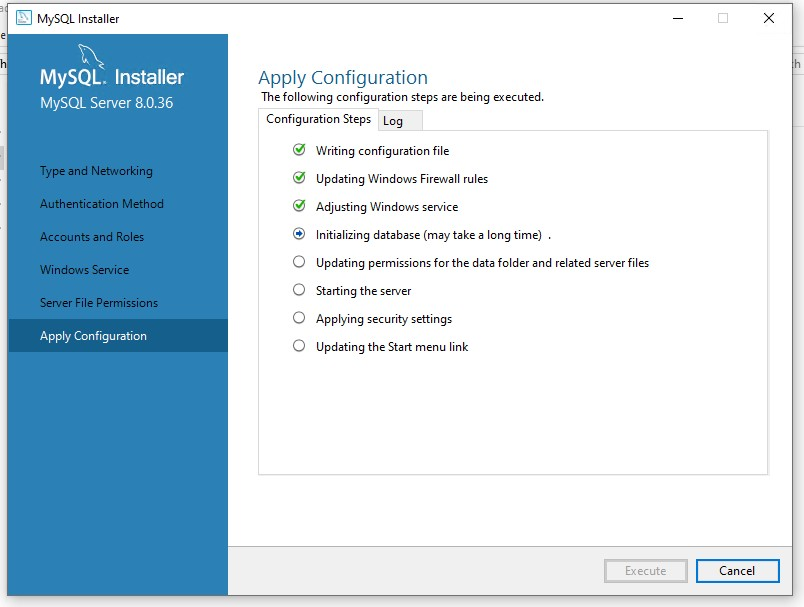 MySQL Installer
MySQL. Installer
MySQL Server 8.0.36
Type and Networking
Authentication Method
Accounts and Roles
Windows Service
Server File Permissions
Apply Configuration
Apply Configuration
The following configuration steps are being executed.
Configuration Steps Log
Writing configuration file
Updating Windows Firewall rules
Adjusting Windows service
Initializing database (may take a long time) .
Updating permissions for the data folder and related server files
Starting the server
Applying security settings
Updating the Start menu link
Execute Cancel